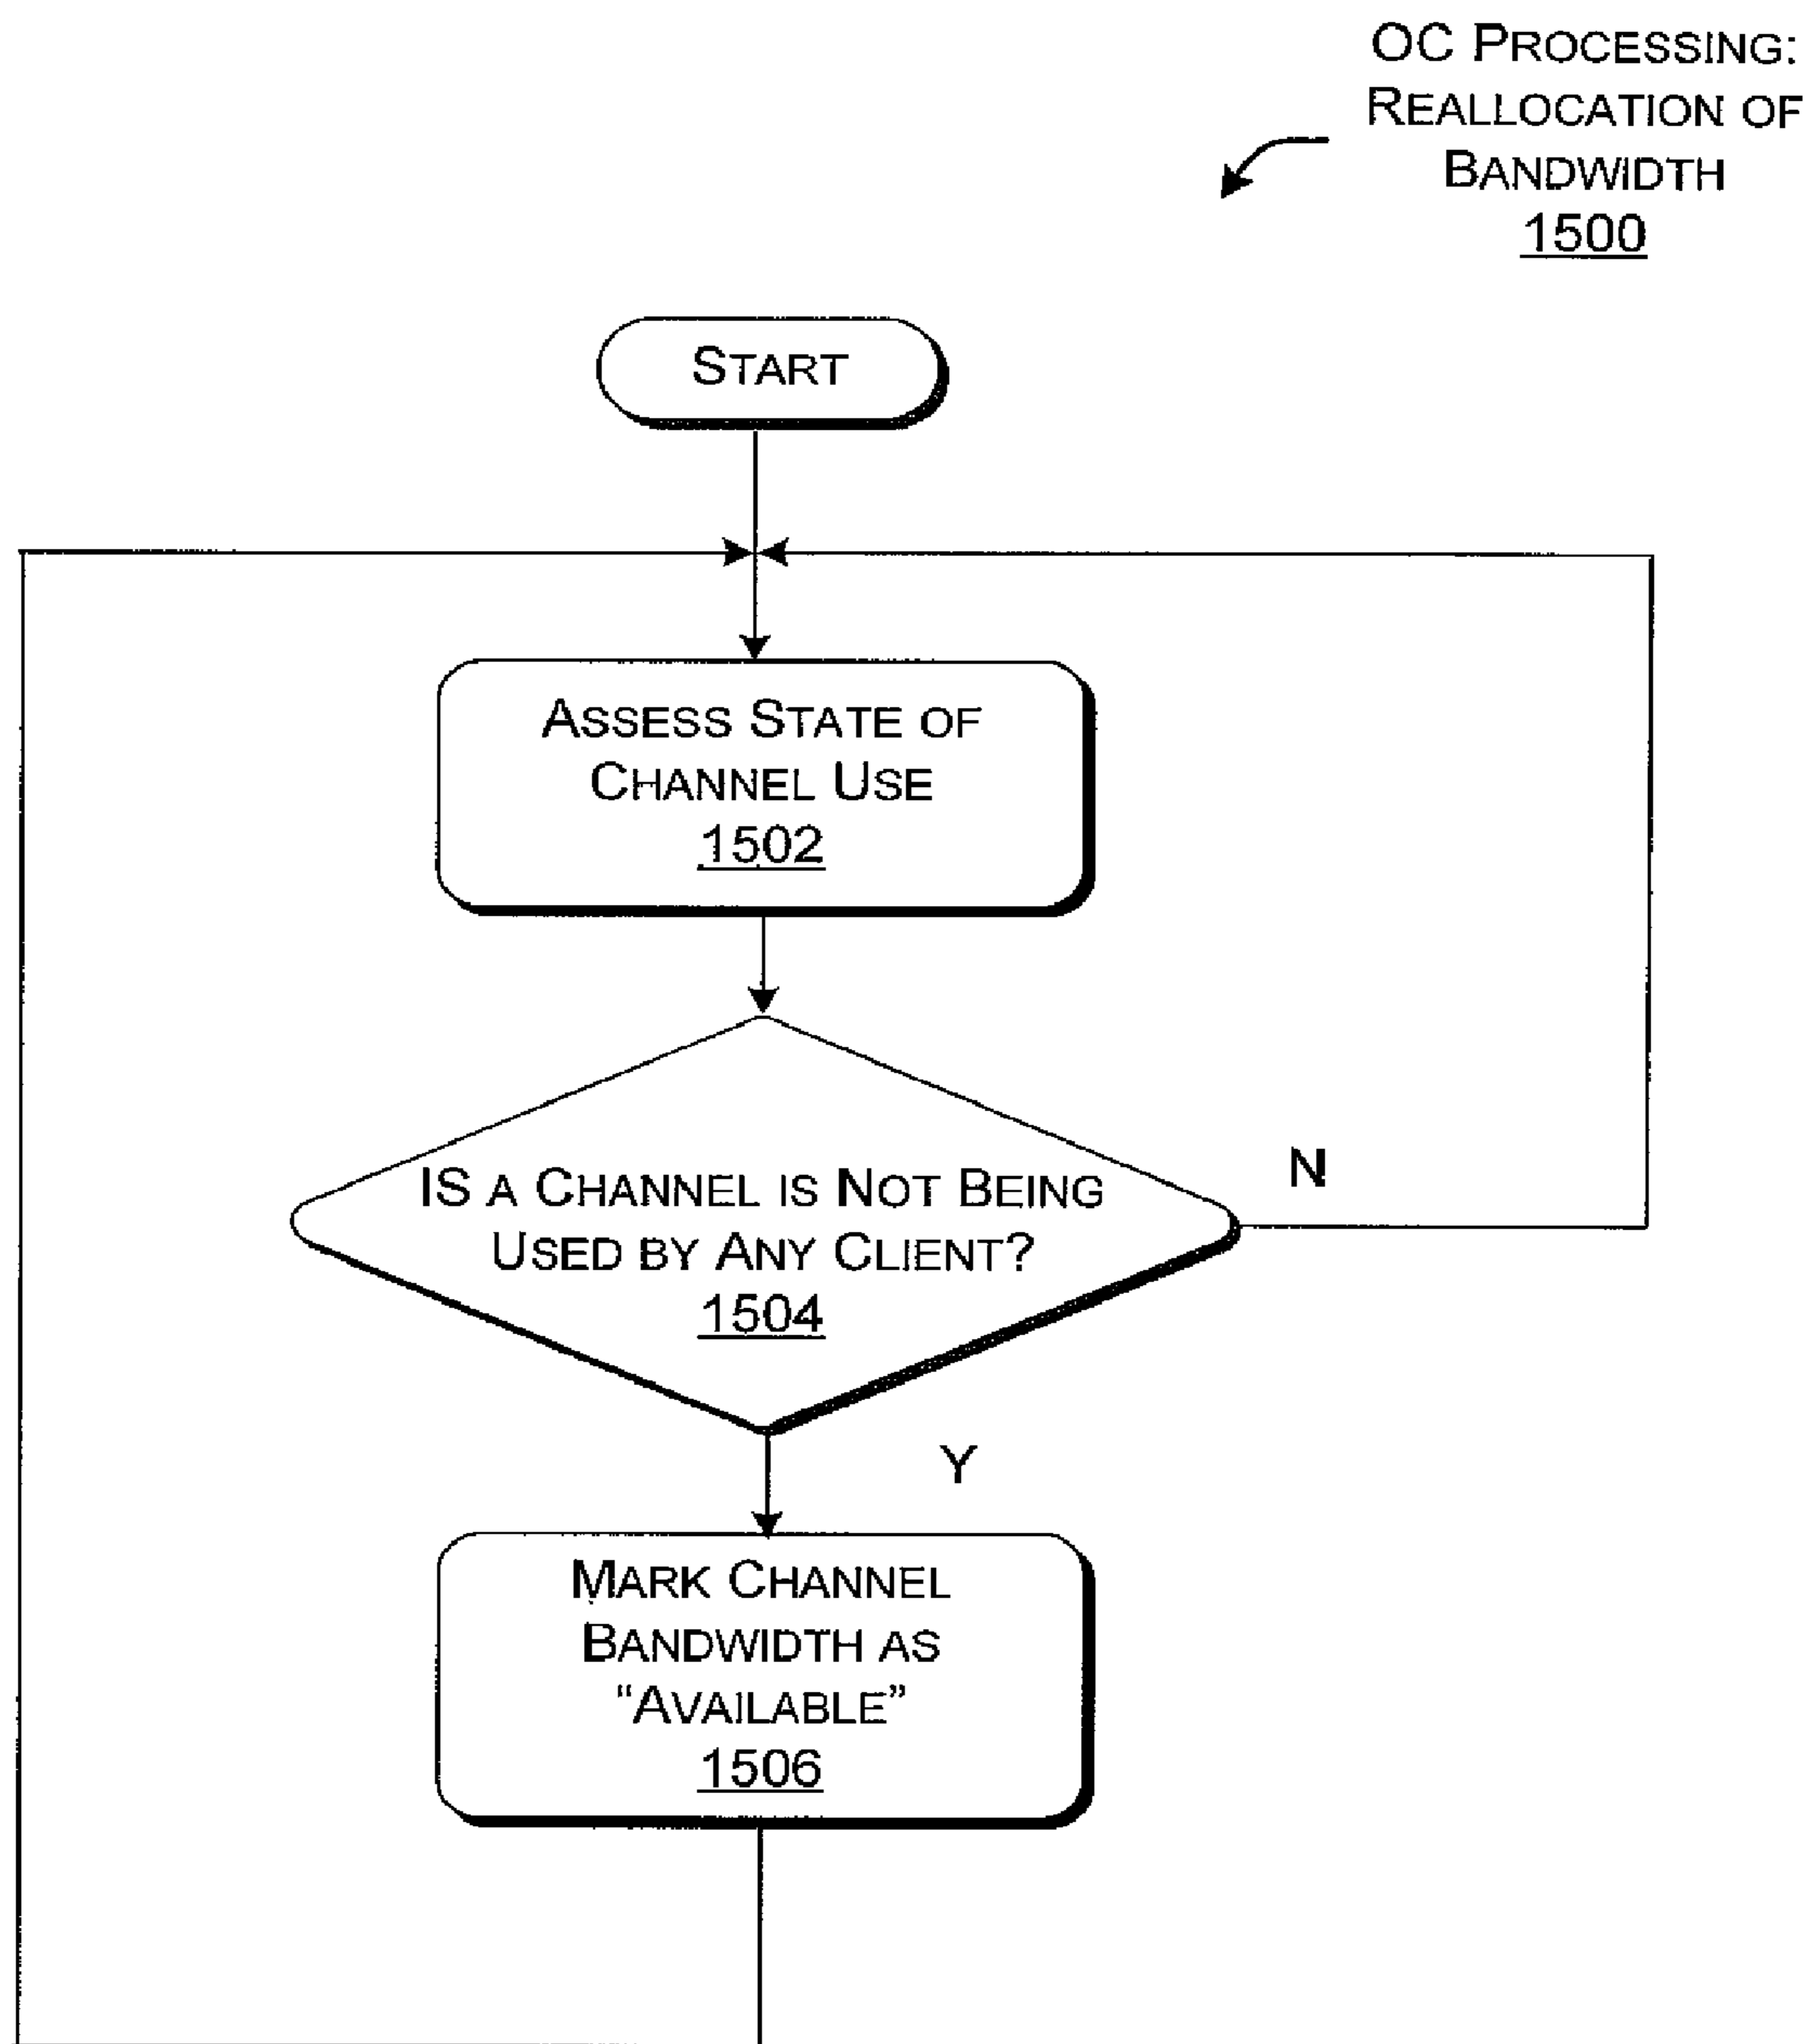 OC PROCESSING:
REALLOCATION OF
BANDWIDTH
1500
START
ASSESS STATE OF
CHANNEL USE
1502
IS A CHANNEL IS NOT BEING
USED BY ANY CLIENT?
1504
N
Y
MARK CHANNEL
BANDWIDTH AS
“AVAILABLE”
1506